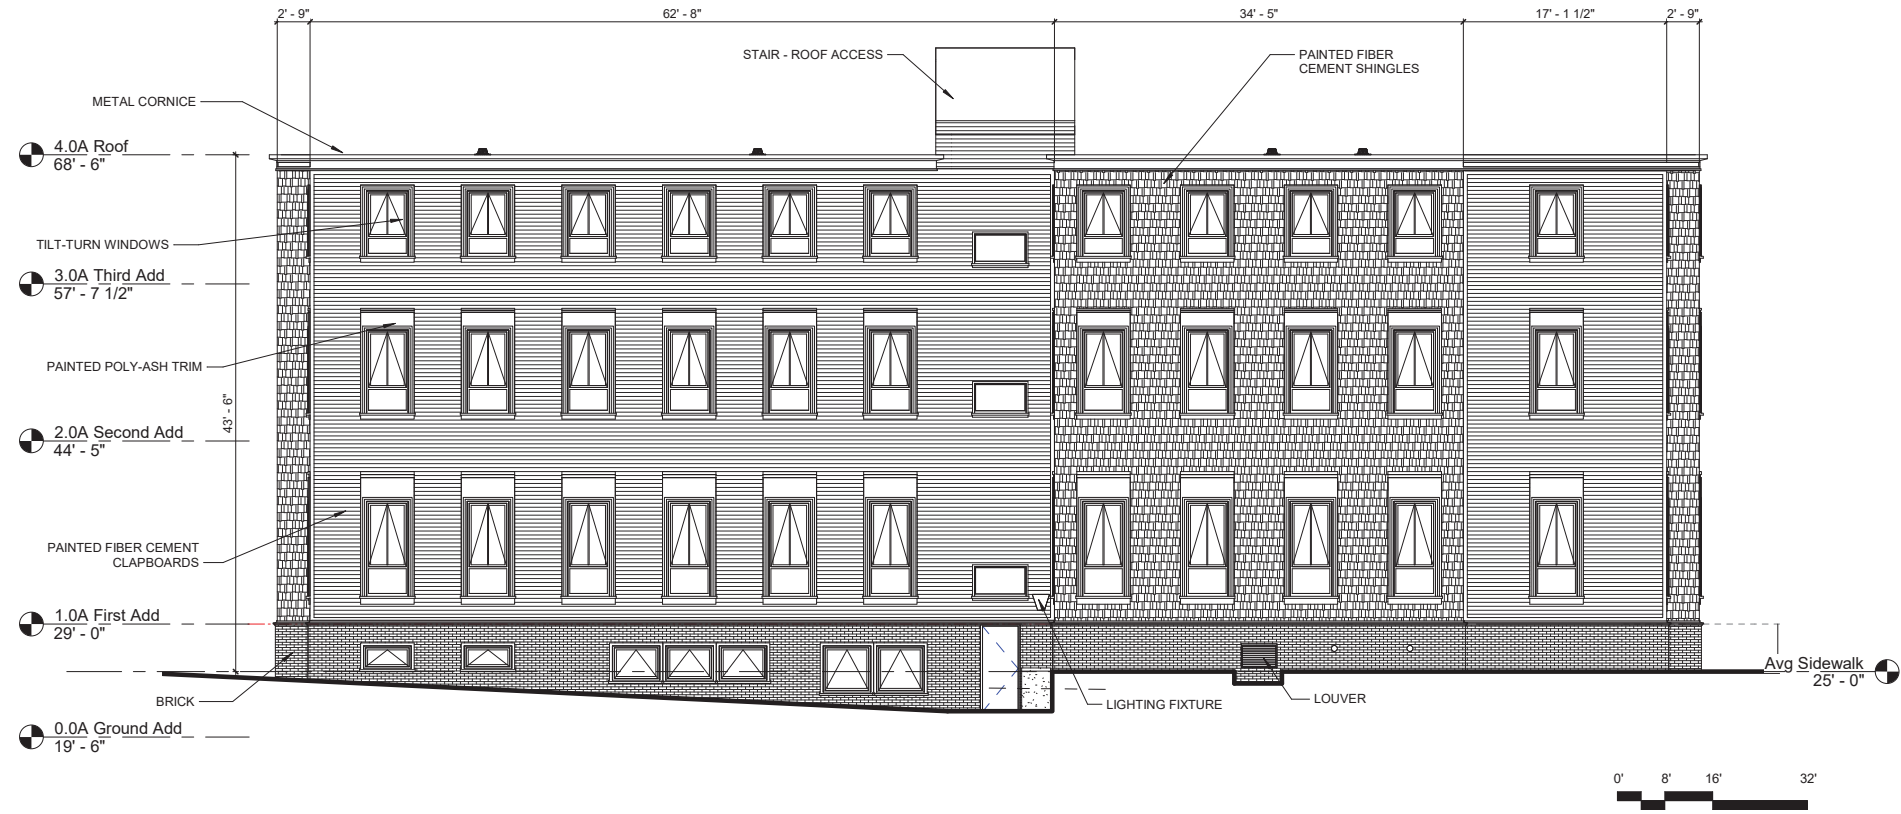 2' - 9"
62' - 8"
34' - 5"
17' - 1 1/2"
2' - 9"
STAIR - ROOF ACCESS
PAINTED FIBER
CEMENT SHINGLES
METAL CORNICE
4.0A Roof
68' - 6"
TILT-TURN WINDOWS
3.0A Third Add
57' - 7 1/2"
PAINTED POLY-ASH TRIM
43' - 6"
2.0A Second Add
44' - 5"
PAINTED FIBER CEMENT
CLAPBOARDS
1.0A First Add
29' - 0"
Avg Sidewalk
25' - 0"
BRICK
LIGHTING FIXTURE
LOUVER
0.0A Ground Add
19' - 6"
0' 8' 16' 32'